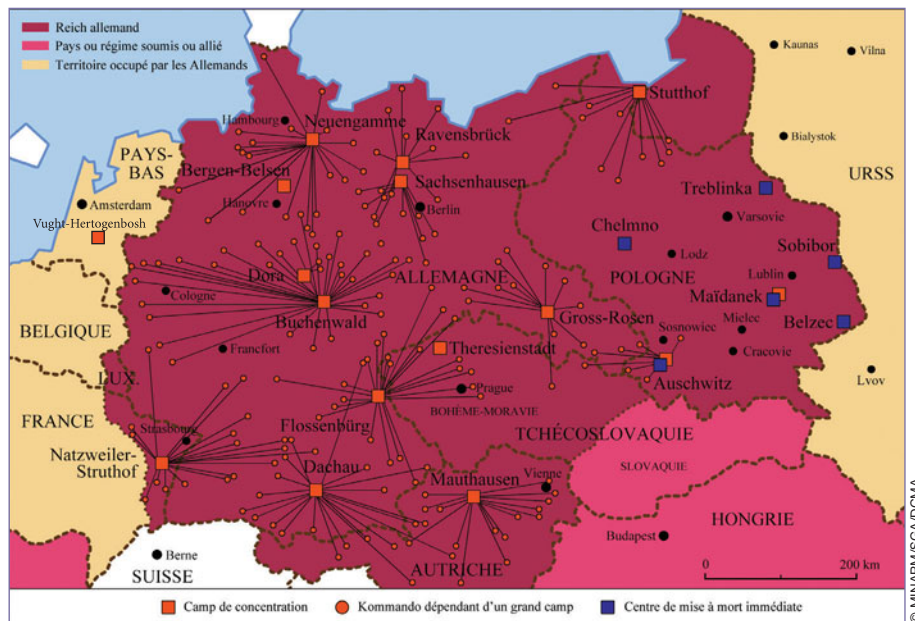 Reich allemand
Pays ou régime soumis ou allié
Territoire occupé par les Allemands
Kaunas
Vilna
Hambourg
Neuengamme
Stutthof
Ravensbrück
Bialystok
PAYS-
BAS
Bergen-Belsen
Sachsenhausen
URSS
Treblinka
Amsterdam
Hanovre
Berlin
Varsovie
Vught-Hertogenbosh
Chelmno
Sobibor
Lodz
Dora
ALLEMAGNE
POLOGNE
Lublin
Cologne
Maïdanek
Buchenwald
Gross-Rosen
Mielec
Belzec
BELGIQUE
Sosnowiec
Francfort
Theresienstadt
Cracovie
LUX.
Auschwitz
Lvov
Prague
FRANCE
BOHÊME-MORAVIE
Strasbourg
Flossenbürg
TCHÉCOSLOVAQUIE
Natzweiler-
Struthof
SLOVAQUIE
Dachau
Mauthausen
Vienne
HONGRIE
Budapest
Berne
SUISSE
AUTRICHE
0
200 km
Camp de concentration
Kommando dépendant d'un grand camp
Centre de mise à mort immédiate
© MINARM/SGA/DCMA